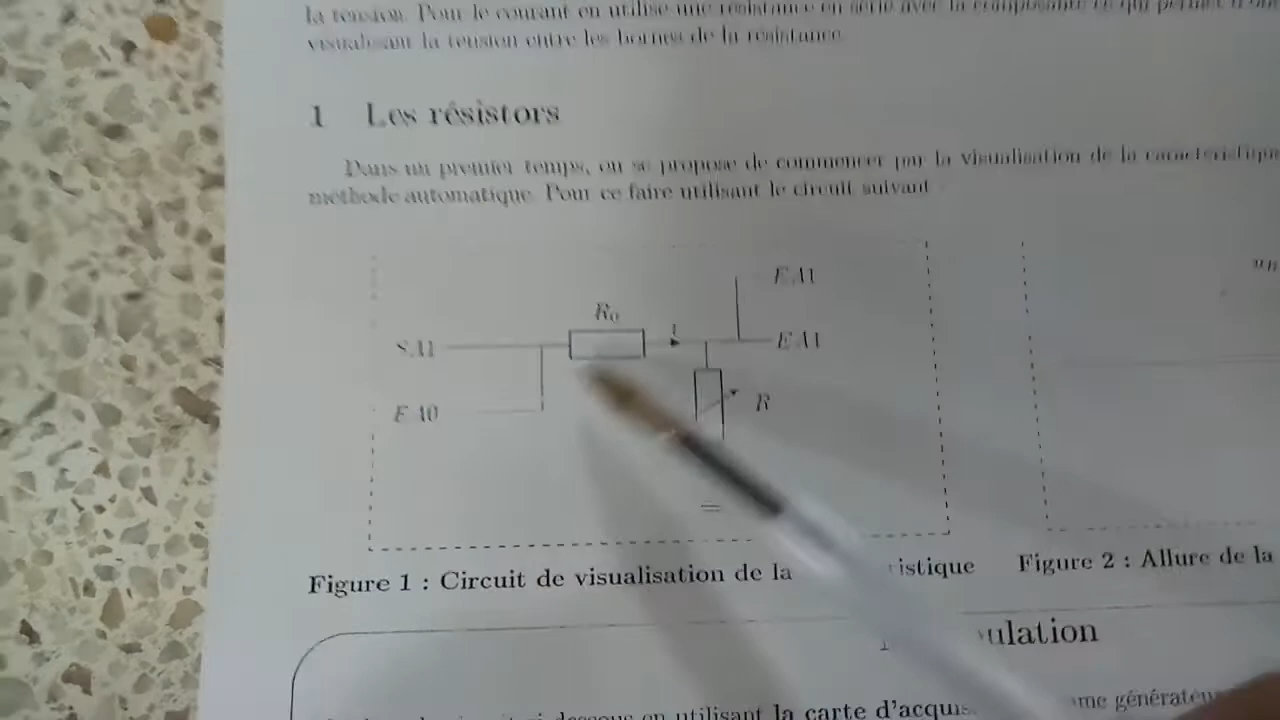 la tension. Pour le courant on utilise une résistance en série avec la composante ce qui permet
visualisant la tension entre les bornes de la résistance
1 Les résistors
Dans un premier temps, on se propose de commencer par la visualisation de la caractéristique
méthode automatique. Pour ce faire utilisant le circuit suivant
EA1
R0
SA1
i
EA1
EA0
R
Figure 1 : Circuit de visualisation de la
istique
Figure 2 : Allure de la
ulation
en utilisant la carte d'acquis
me générateu